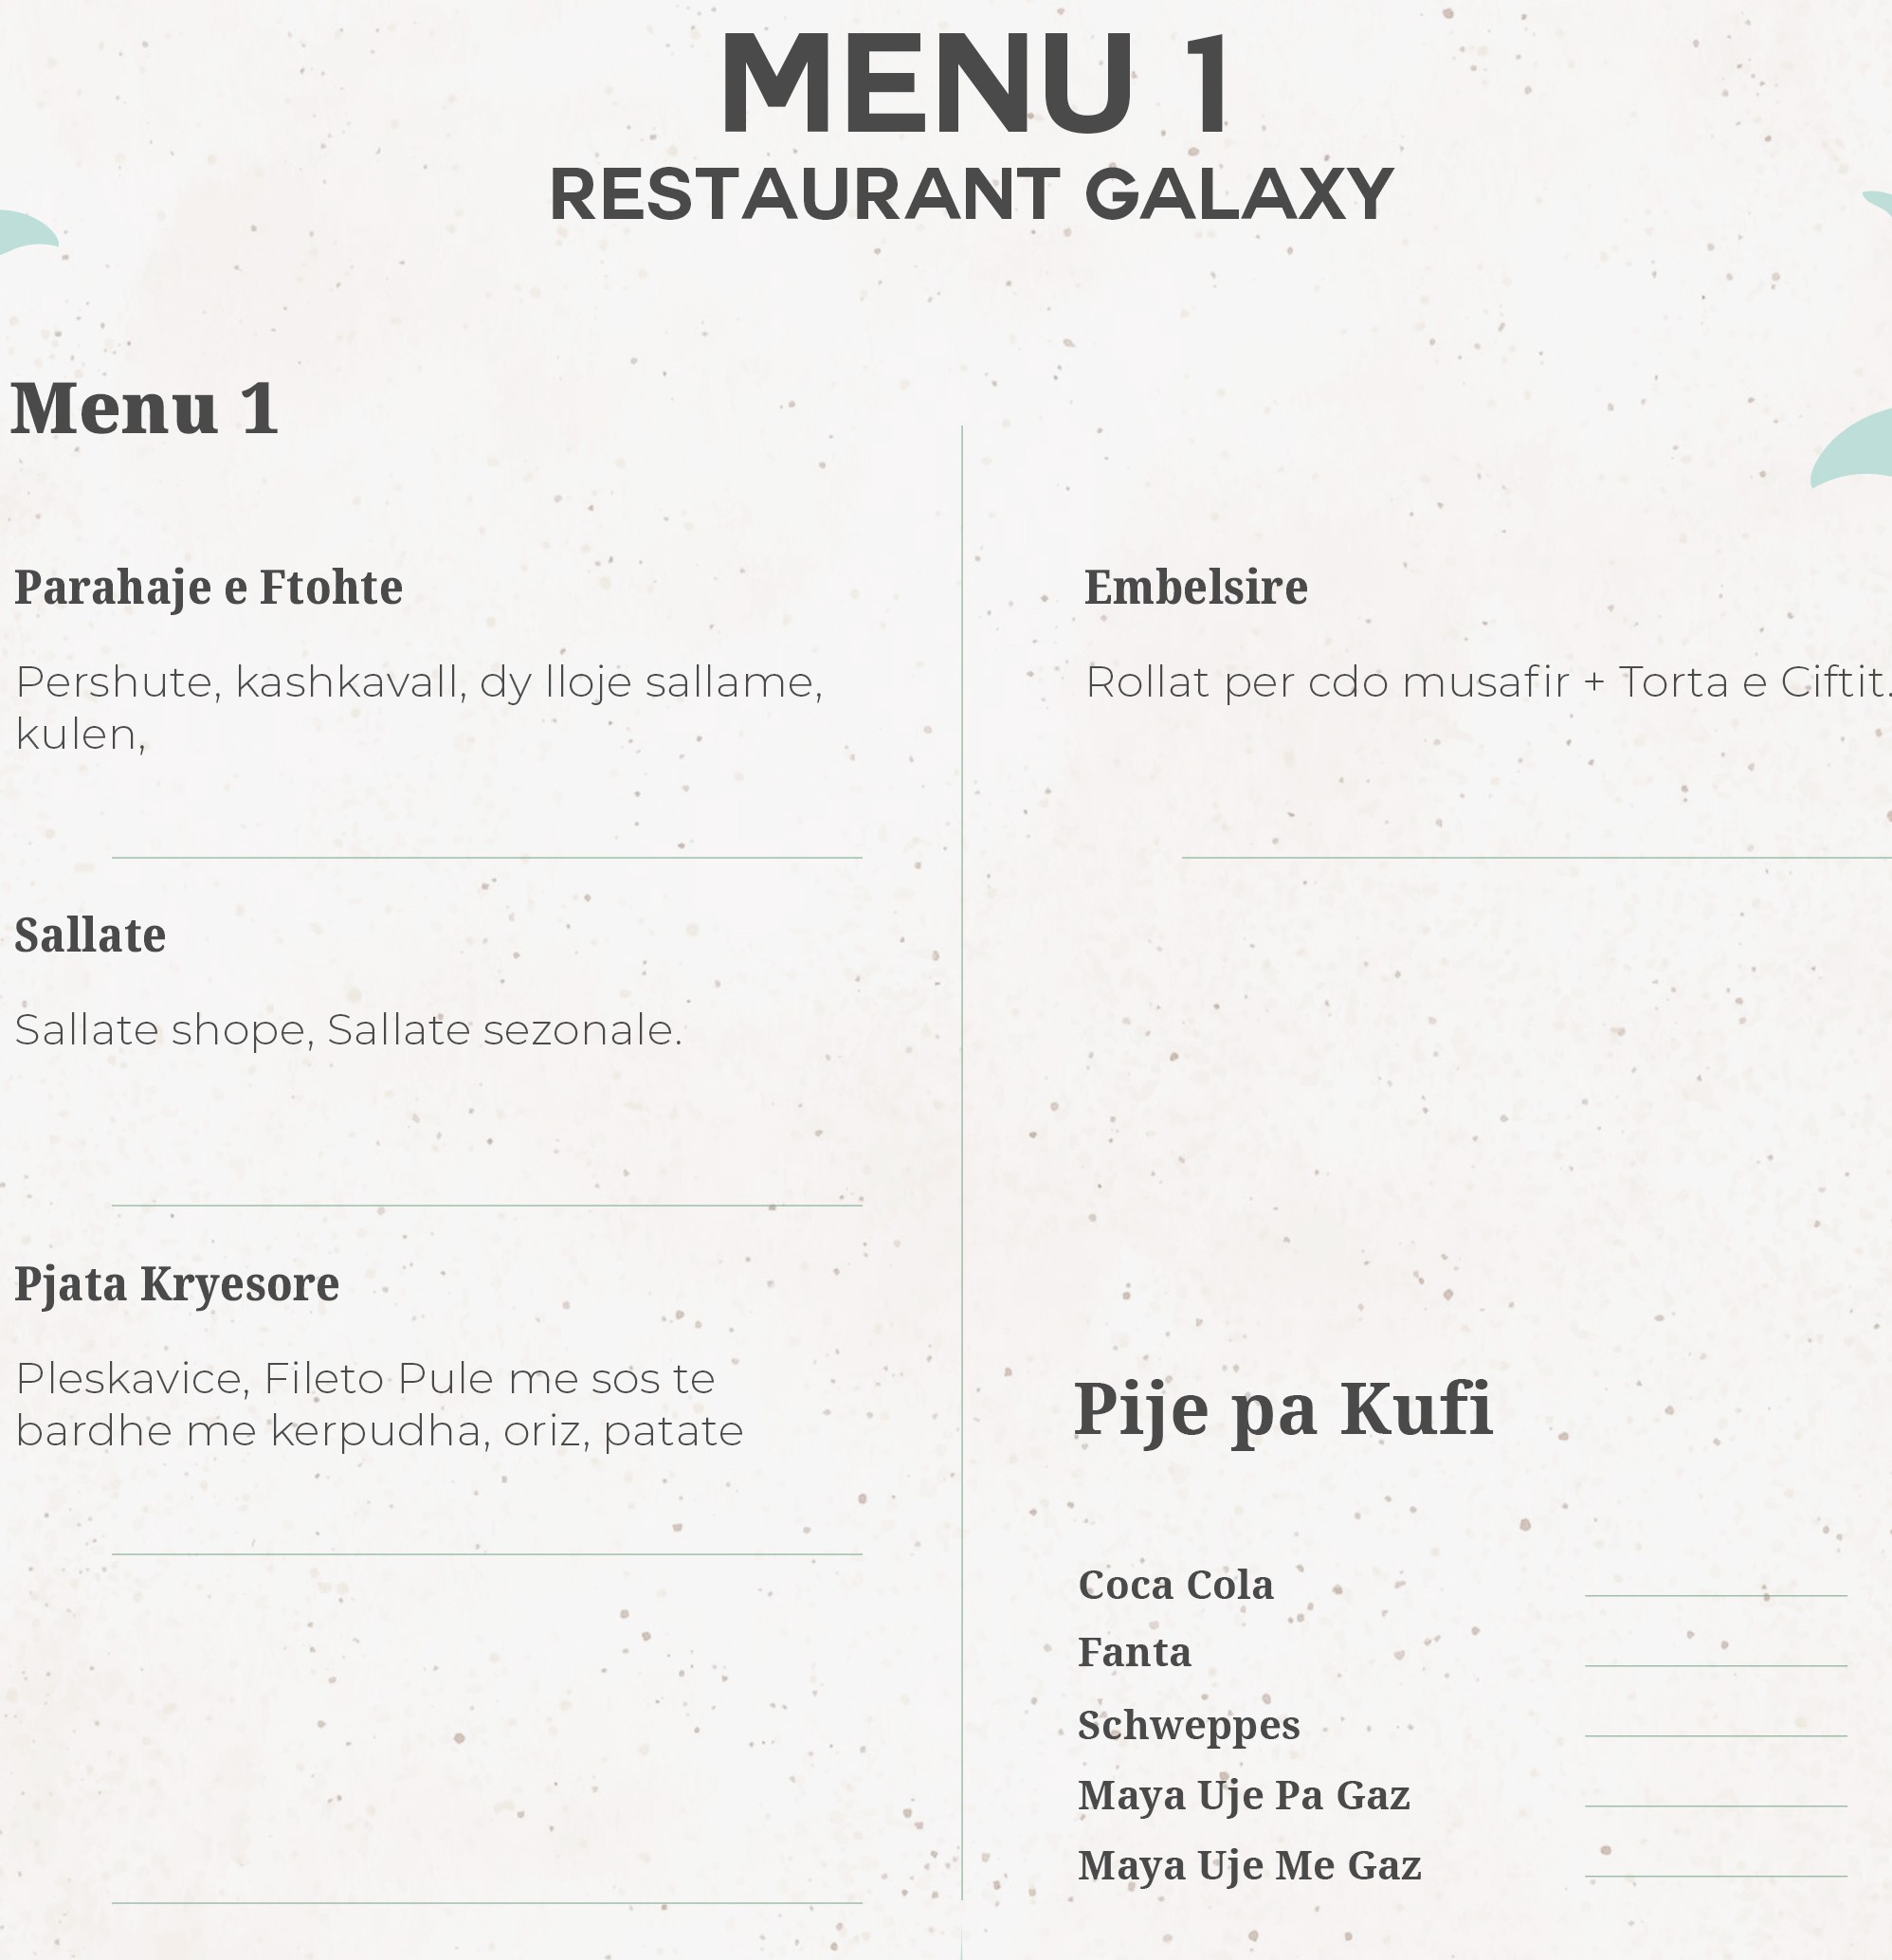 MENU 1
RESTAURANT GALAXY
Menu 1
Parahaje e Ftohte
Pershute, kashkavall, dy lloje sallame,
kulen,
Sallate
Sallate shope, Sallate sezonale.
Pjata Kryesore
Pleskavice, Fileto Pule me sos te
bardhe me kerpudha, oriz, patate
Embelsire
Rollat per cdo musafir + Torta e Ciftit.
Pije pa Kufi
Coca Cola
Fanta
Schweppes
Maya Uje Pa Gaz
Maya Uje Me Gaz